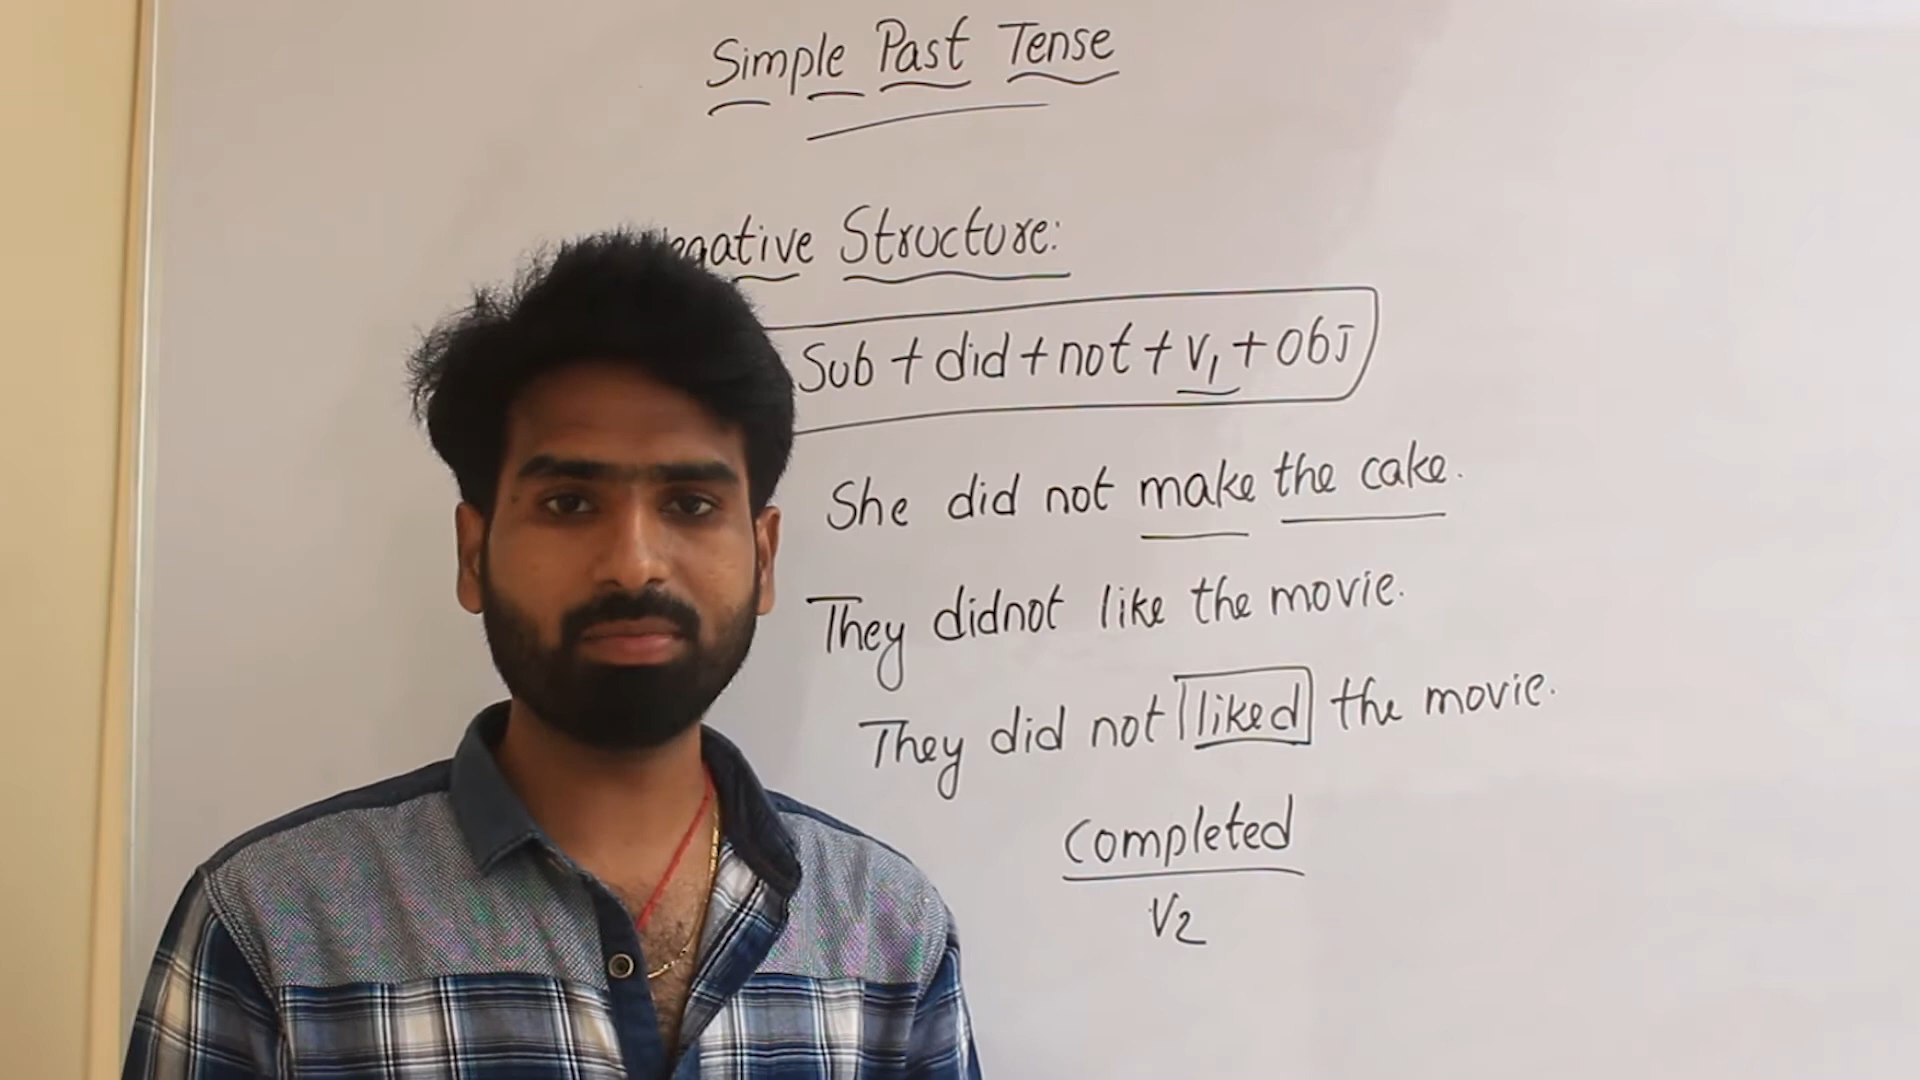 Simple Past Tense
Structure:
Sub + did + not + V1 + obj
She did not make the cake.
They didnot like the movie.
They did not liked the movie.
completed
V2